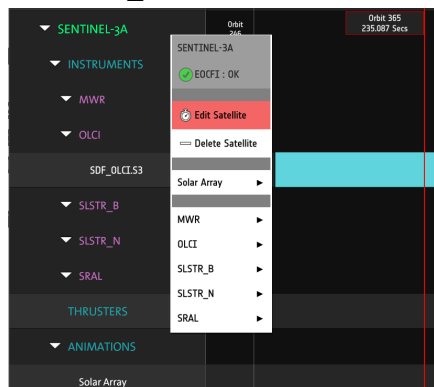 SENTINEL-3A
INSTRUMENTS
MWR
OLCI
SDF_OLCI.S3
SLSTR_B
SLSTR_N
SRAL
THRUSTERS
ANIMATIONS
Solar Array
Orbit
246
Orbit 365
235.087 Secs
SENTINEL-3A
EOCFI : OK
Edit Satellite
Delete Satellite
Solar Array
MWR
OLCI
SLSTR_B
SLSTR_N
SRAL